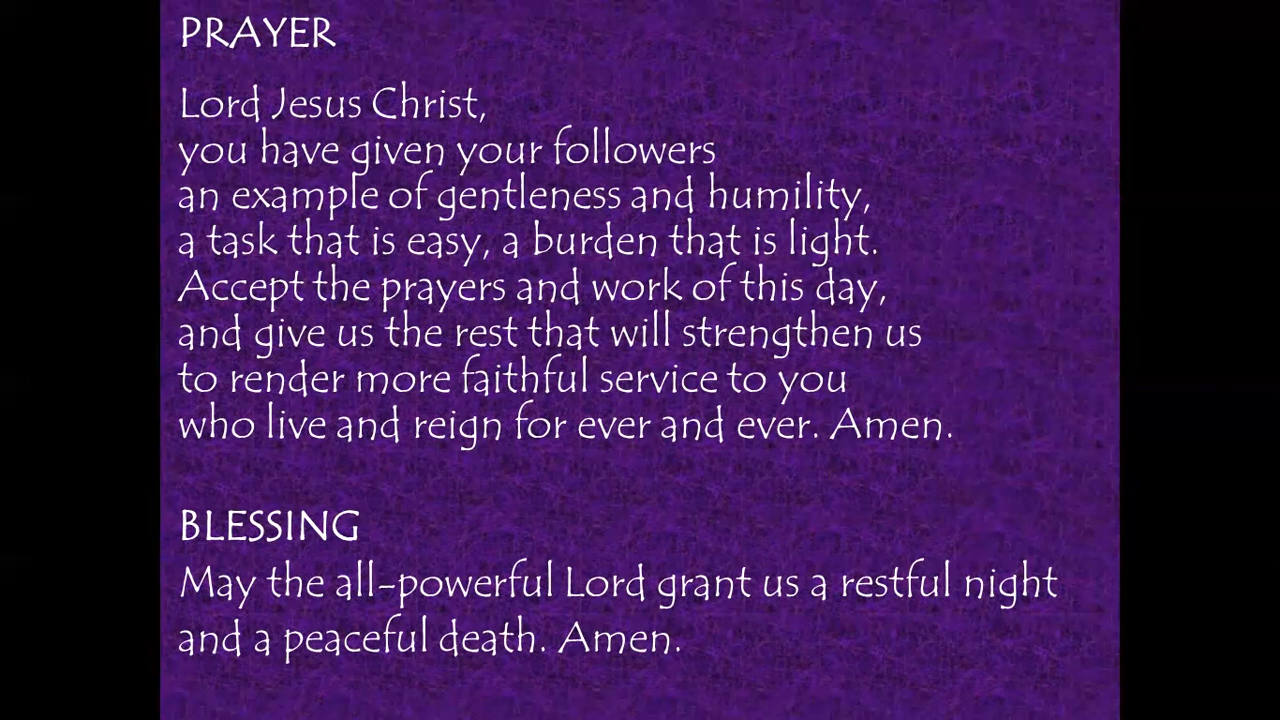 PRAYER
Lord Jesus Christ,
you have given your followers
an example of gentleness and humility,
a task that is easy, a burden that is light.
Accept the prayers and work of this day,
and give us the rest that will strengthen us
to render more faithful service to you
who live and reign for ever and ever. Amen.
BLESSING
May the all-powerful Lord grant us a restful night
and a peaceful death. Amen.